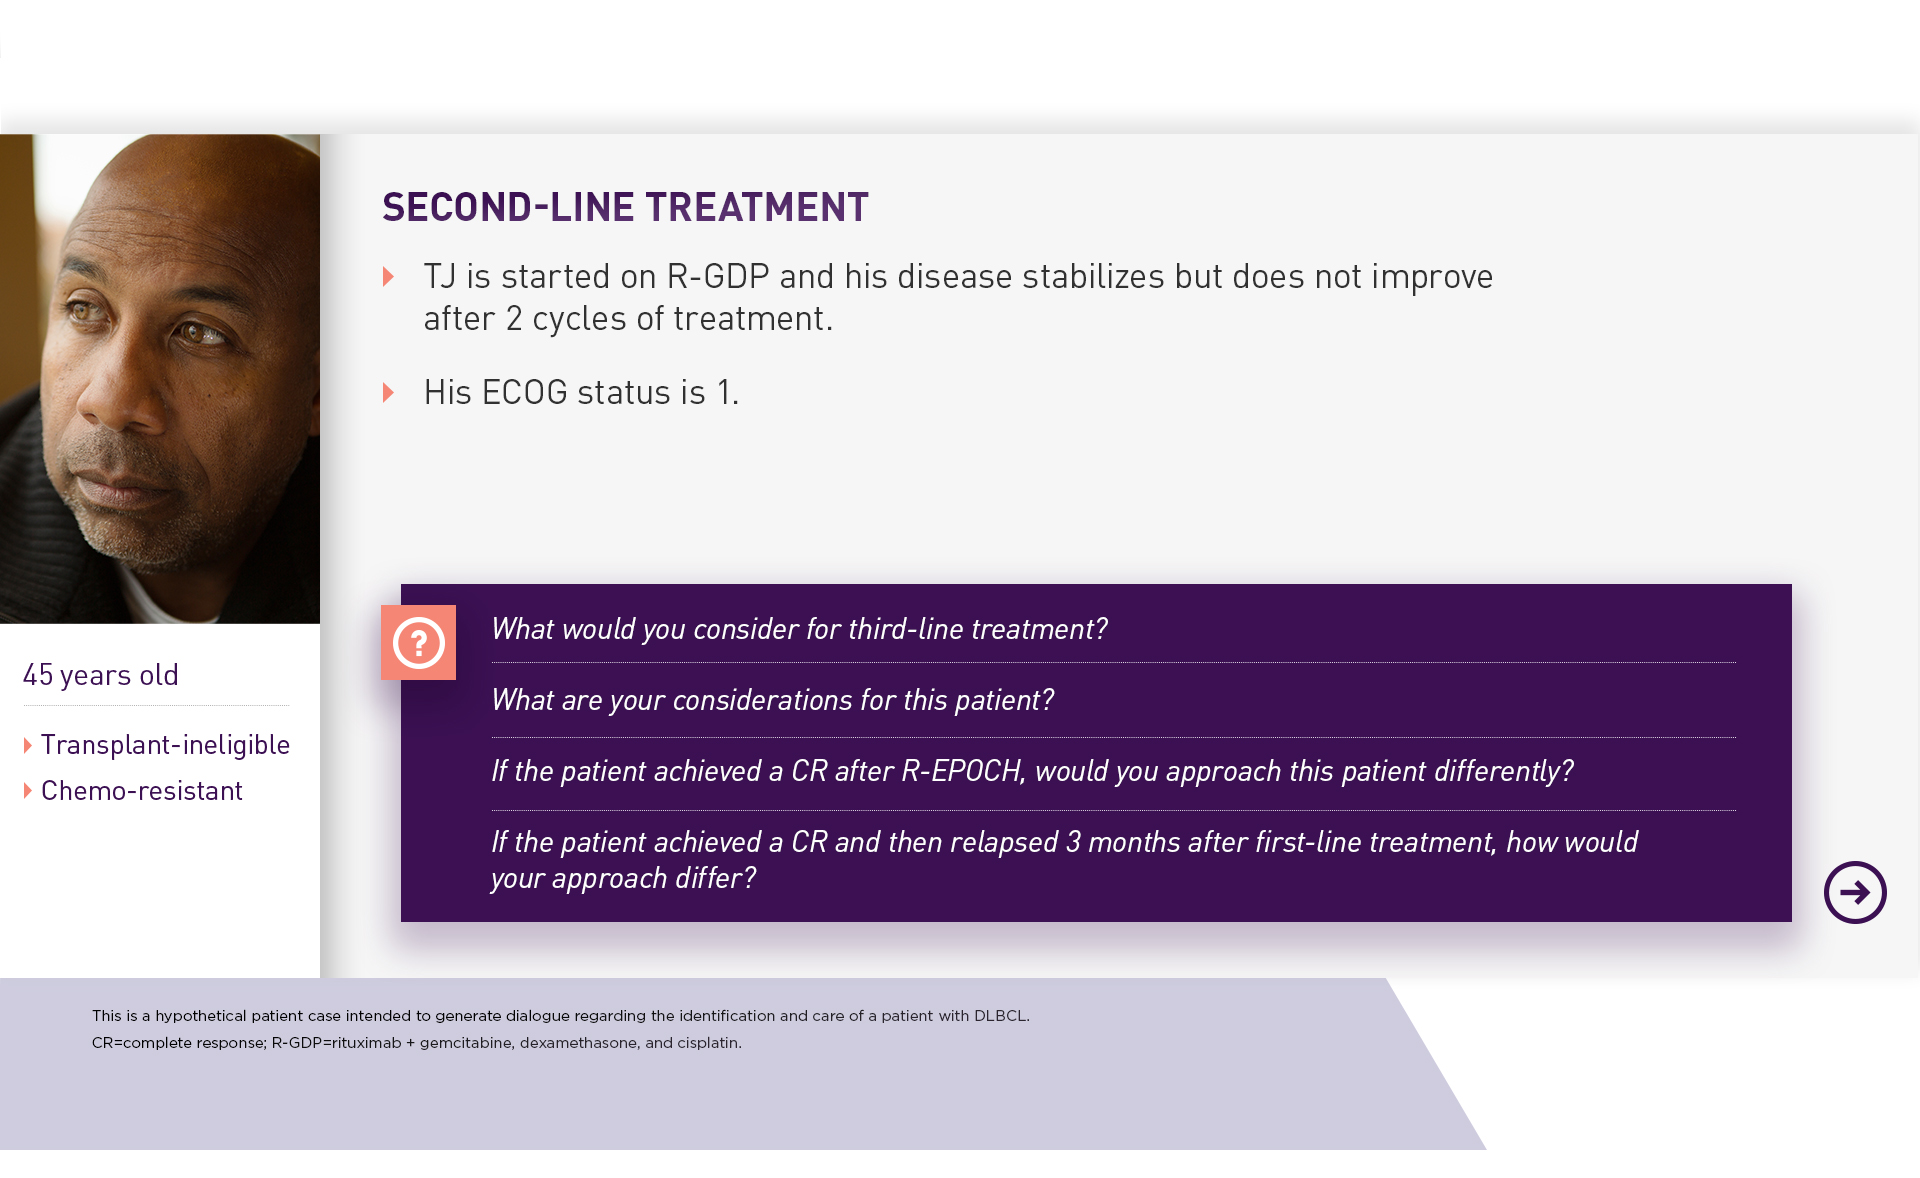 SECOND-LINE TREATMENT
TJ is started on R-GDP and his disease stabilizes but does not improve
after 2 cycles of treatment.
His ECOG status is 1.
What would you consider for third-line treatment?
What are your considerations for this patient?
If the patient achieved a CR after R-EPOCH, would you approach this patient differently?
If the patient achieved a CR and then relapsed 3 months after first-line treatment, how would
your approach differ?
45 years old
Transplant-ineligible
Chemo-resistant
This is a hypothetical patient case intended to generate dialogue regarding the identification and care of a patient with DLBCL.
CR=complete response; R-GDP=rituximab + gemcitabine, dexamethasone, and cisplatin.